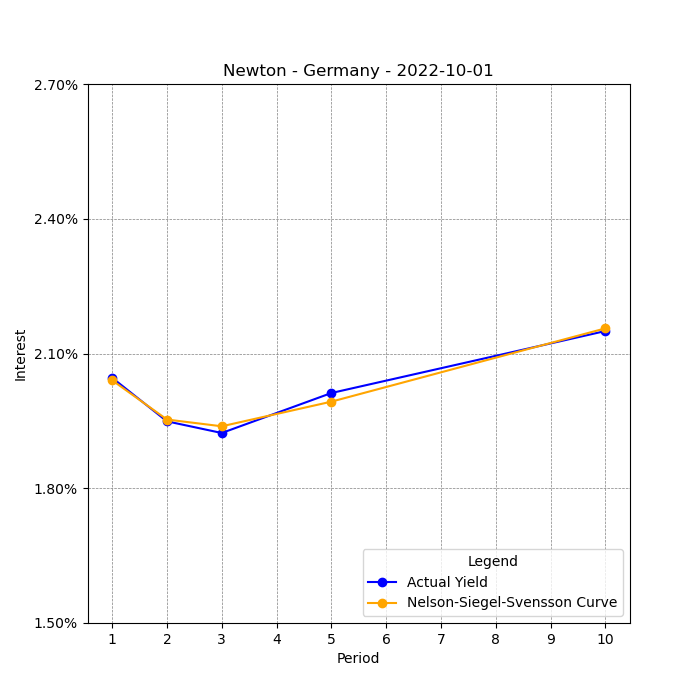 Newton - Germany - 2022-10-01
2.70%
2.40%
2.10%
1.80%
1.50%
Interest
Legend
Actual Yield
Nelson-Siegel-Svensson Curve
1 2 3 4 5 6 7 8 9 10
Period